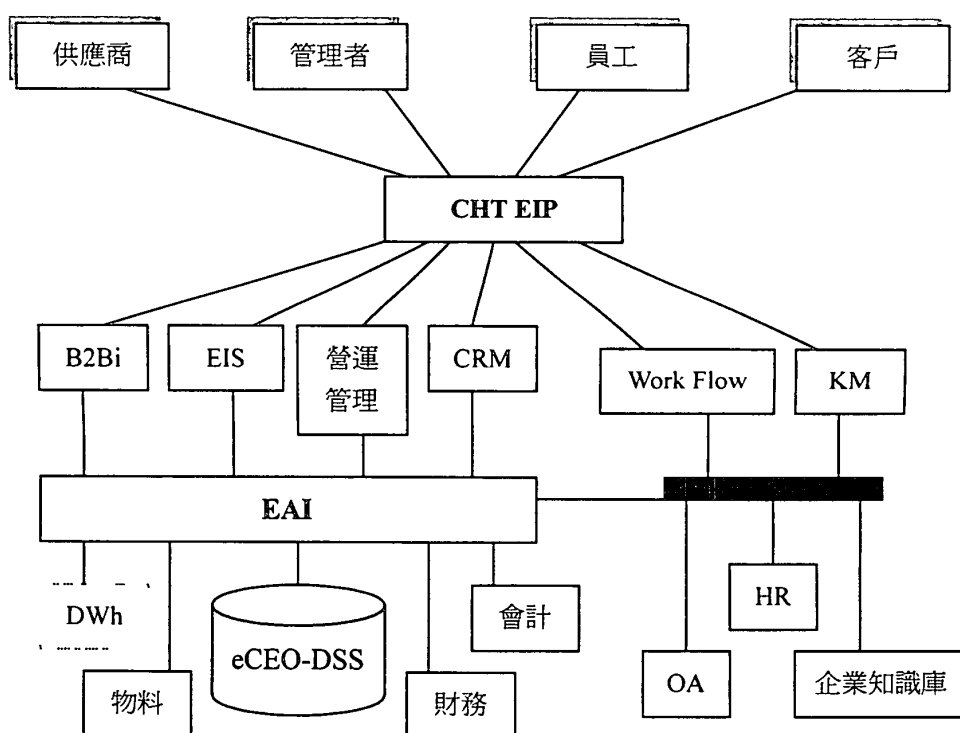 供應商
管理者
員工
客戶
CHT EIP
B2Bi
EIS
營運
管理
CRM
Work Flow
KM
EAI
DWh
eCEO-DSS
會計
HR
物料
財務
OA
企業知識庫